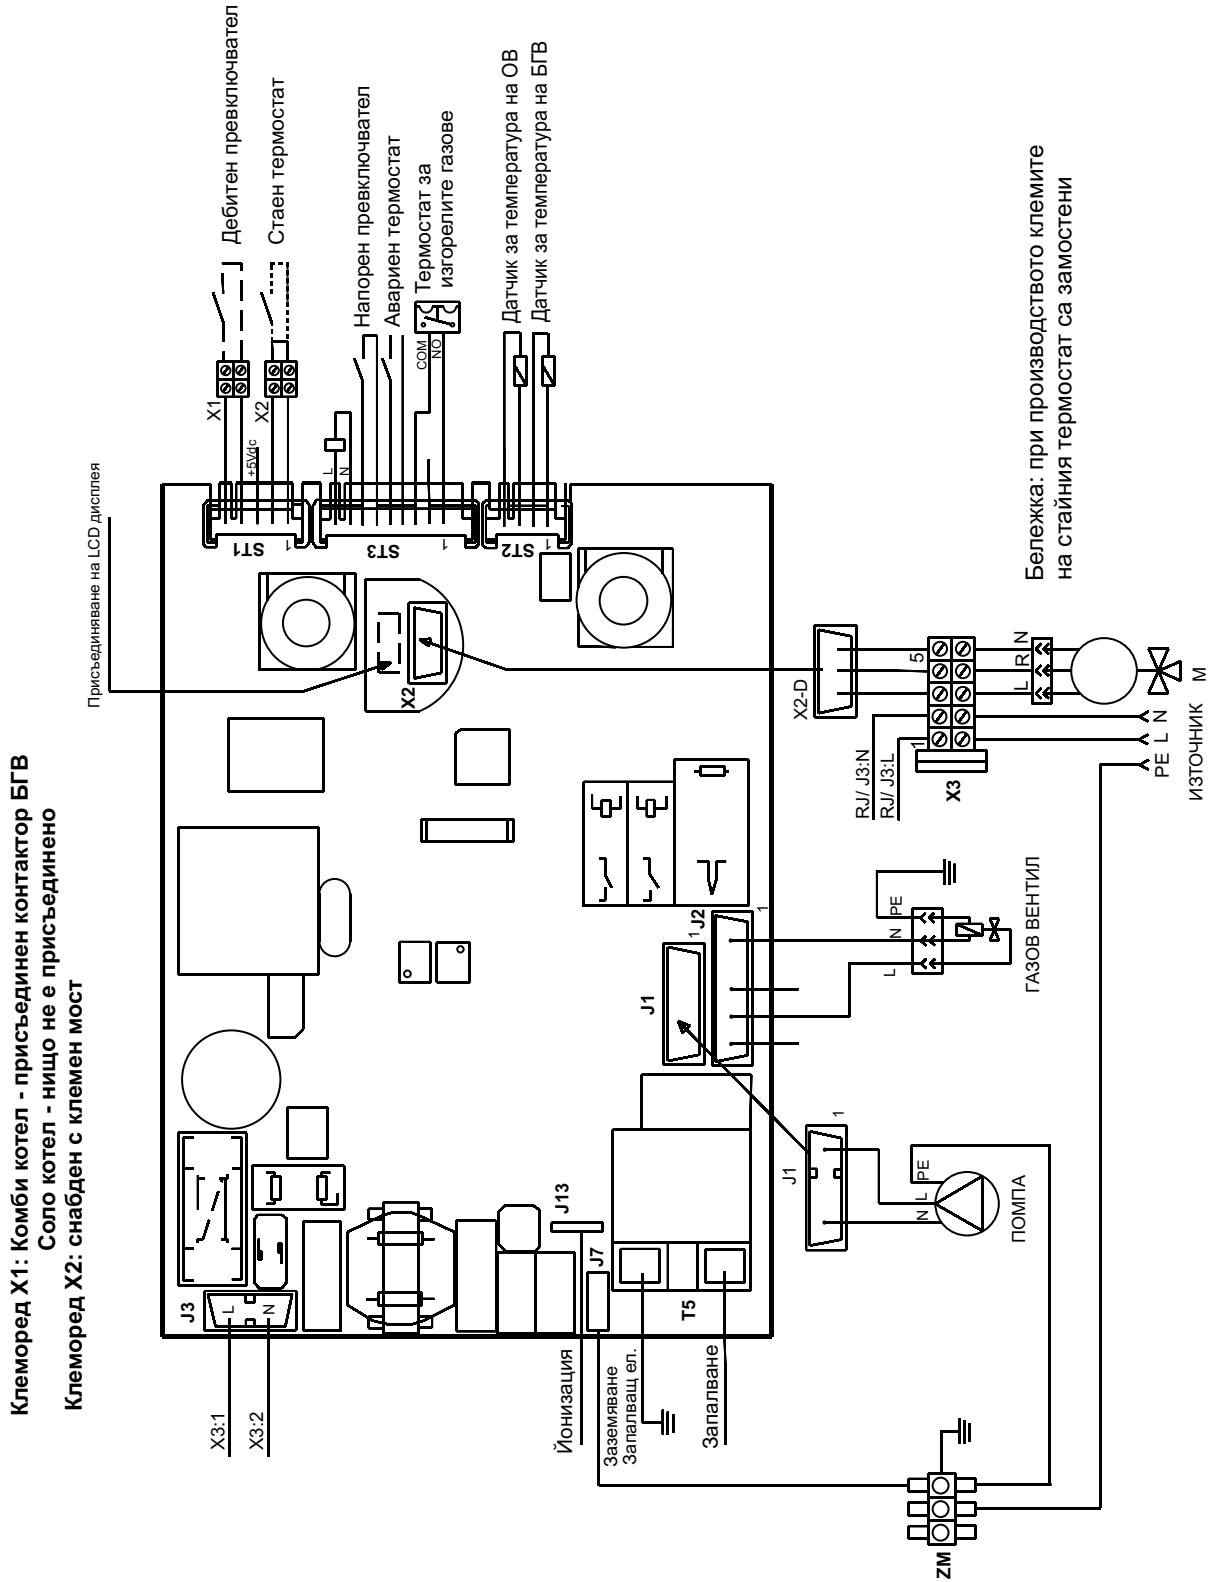 Клеморед X1: Комби котел - присъединен контактор БГВ
Соло котел - нищо не е присъединено
Клеморед X2: снабден с клемен мост
Присъединяване на LCD дисплея
Дебитен превключвател
Стаен термостат
Напорен превключвател
Авариен термостат
Термостат за
изгорелите газове
Датчик за температура на ОВ
Датчик за температура на БГВ
X1
X2
+5Vdc
L
N
COM
NO
ST1
1
ST3
1
ST2
1
X2
J3
L
N
X3:1
X3:2
J13
J7
T5
J1
1
J2
1
Йонизация
Заземяване
Запалващ ел.
Запалване
J1
1
N
L
PE
ПОМПА
L
N
PE
ГАЗОВ ВЕНТИЛ
X2-D
RJ/ J3:N
RJ/ J3:L
1
5
X3
L
R
N
M
PE
L
N
ИЗТОЧНИК
ZM
Бележка: при производството клемите
на стайния термостат са замостени